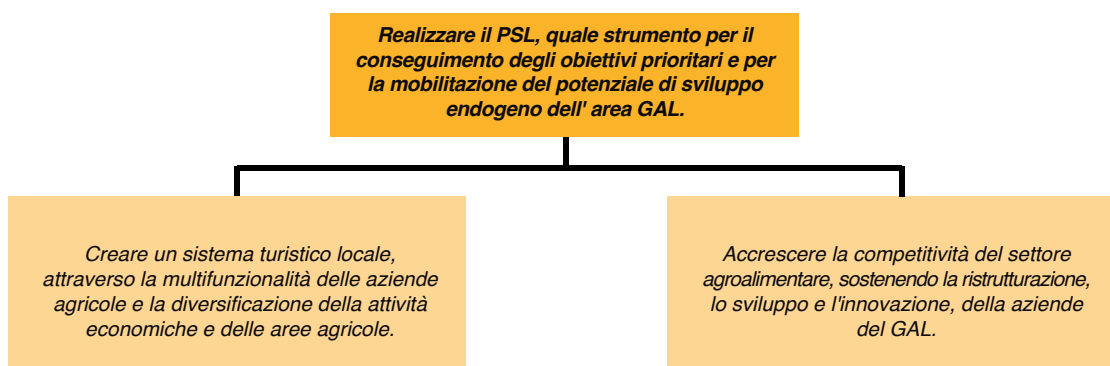 Realizzare il PSL, quale strumento per il
conseguimento degli obiettivi prioritari e per
la mobilitazione del potenziale di sviluppo
endogeno dell' area GAL.
Creare un sistema turistico locale,
attraverso la multifunzionalità delle aziende
agricole e la diversificazione della attività
economiche e delle aree agricole.
Accrescere la competitività del settore
agroalimentare, sostenendo la ristrutturazione,
lo sviluppo e l'innovazione, della aziende
del GAL.